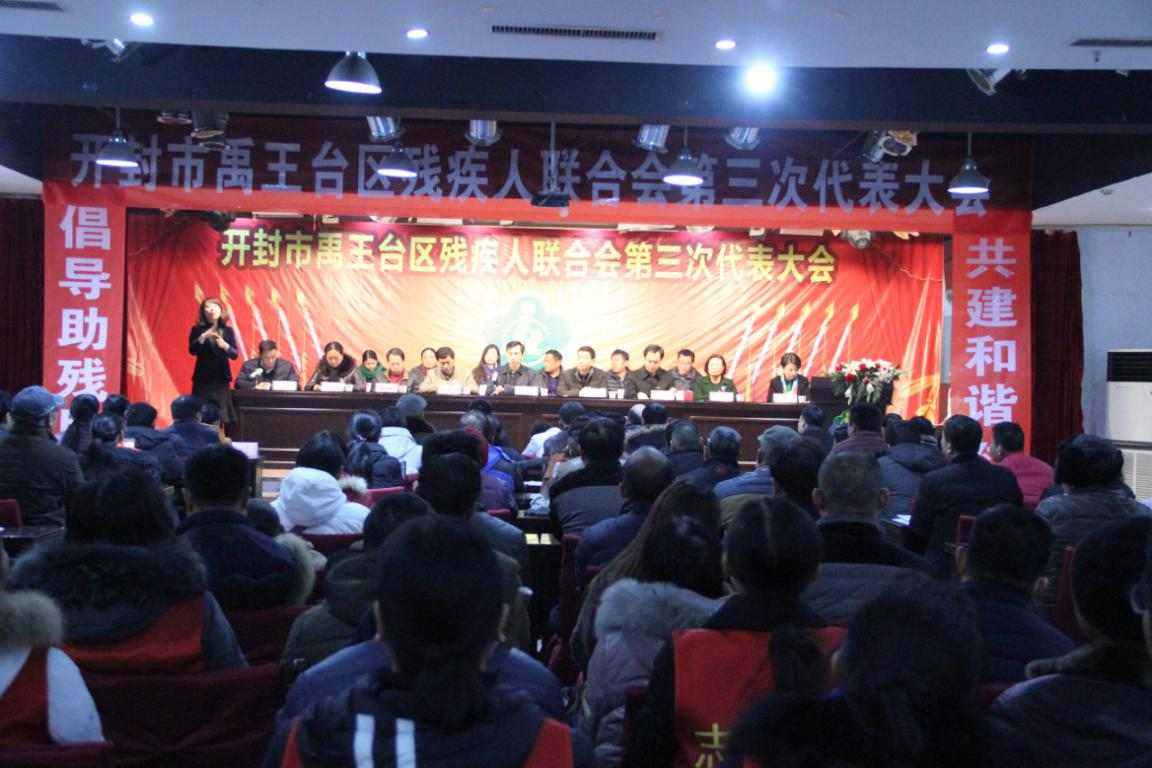 开封市禹王台区残疾人联合会第三次代表大会
开封市禹王台区残疾人联合会第三次代表大会
倡导助残
共建和谐
志